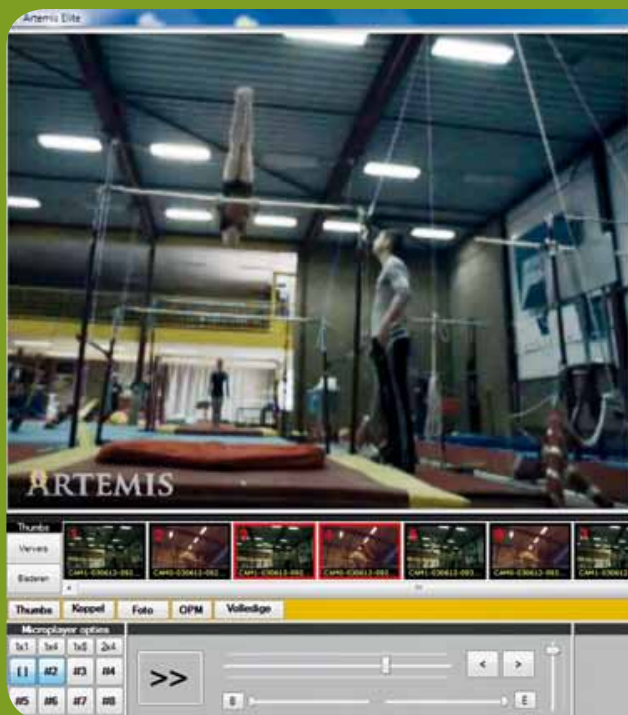 Artemis Elite
ARTEMIS
Thumbs
Ververs
Bladeren
Thumbs Koppel Foto OPM Volledige
Microplayer opties
1x1 1x4 1x8 2x4
[ ] #2 #3 #4
#5 #6 #7 #8
>>
< >
B E